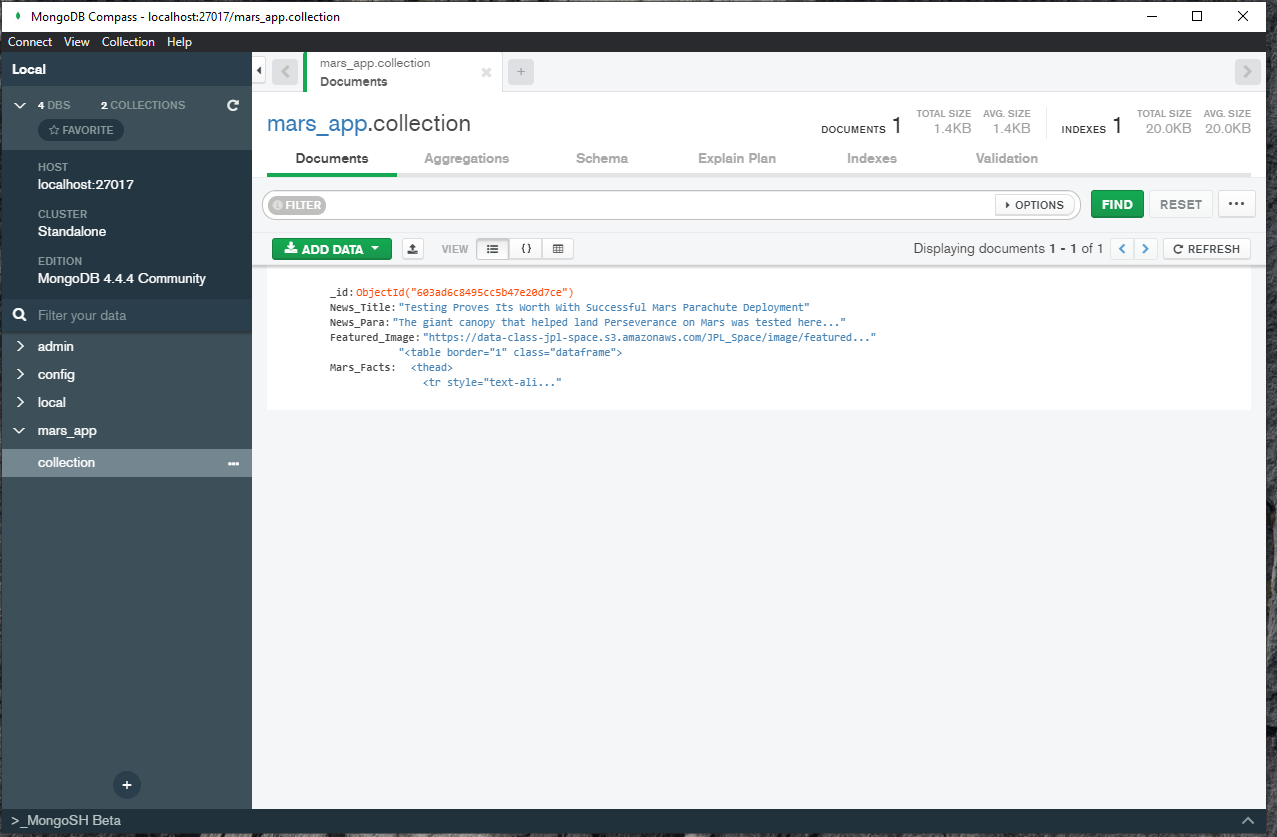 MongoDB Compass - localhost:27017/mars_app.collection
Connect View Collection Help
Local
4 DBS 2 COLLECTIONS
FAVORITE
HOST
localhost:27017
CLUSTER
Standalone
EDITION
MongoDB 4.4.4 Community
Filter your data
admin
config
local
mars_app
collection
>_MongoSH Beta
mars_app.collection
Documents
mars_app.collection
DOCUMENTS 1 TOTAL SIZE 1.4KB AVG. SIZE 1.4KB INDEXES 1 TOTAL SIZE 20.0KB AVG. SIZE 20.0KB
Documents Aggregations Schema Explain Plan Indexes Validation
FILTER OPTIONS FIND RESET
ADD DATA VIEW Displaying documents 1 - 1 of 1 REFRESH
_id: ObjectId("603ad6c8495cc5b47e20d7ce")
News_Title: "Testing Proves Its Worth With Successful Mars Parachute Deployment"
News_Para: "The giant canopy that helped land Perseverance on Mars was tested here..."
Featured_Image: "https://data-class-jpl-space.s3.amazonaws.com/JPL_Space/image/featured..."
"<table border="1" class="dataframe">
Mars_Facts: <thead>
<tr style="text-ali..."